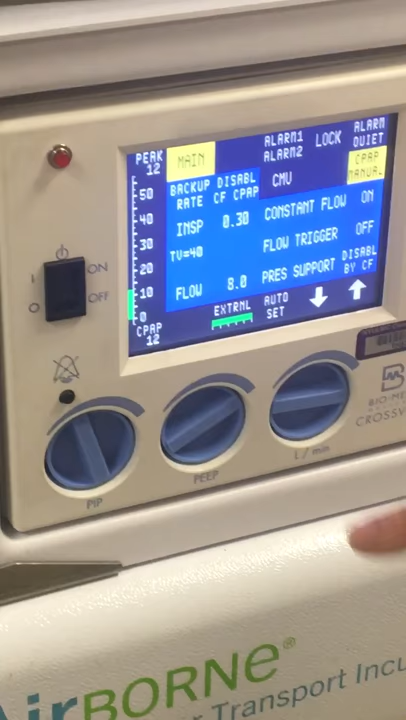 PEAK
12
50
40
30
20
10
0
CPAP
12
MAIN
ALARM1
ALARM2
LOCK
ALARM
QUIET
CMV
CPAP
MANUAL
BACKUP DISABL
RATE CF CPAP
INSP 0.30
TV=40
FLOW 8.0
CONSTANT FLOW ON
FLOW TRIGGER OFF
PRES SUPPORT DISABL
BY CF
EXTRNL
AUTO
SET
ON
OFF
I
O
PIP
PEEP
L/min
BIO-ME
CROSSV
AirBORNE®
Transport Incu